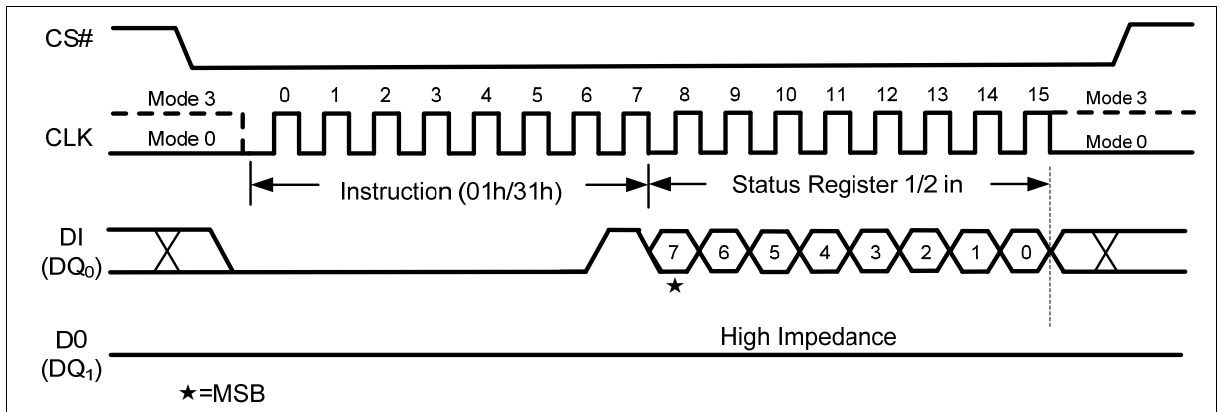 CS#
Mode 3 0 1 2 3 4 5 6 7 8 9 10 11 12 13 14 15 Mode 3
CLK Mode 0 Mode 0
Instruction (01h/31h) Status Register 1/2 in
DI
(DQ0) 7 6 5 4 3 2 1 0
★
D0 High Impedance
(DQ1)
★=MSB